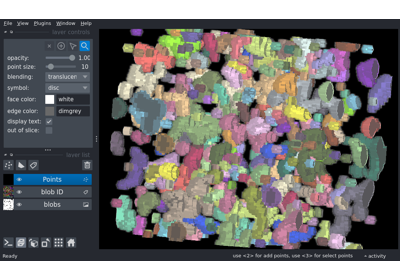 File View Plugins Window Help
layer controls
opacity: 1.00
point size: 10
blending: translucen
symbol: disc
face color: white
edge color: dimgrey
display text:
out of slice:
layer list
Points
blob ID
blobs
Ready
use <2> for add points, use <3> for select points
activity